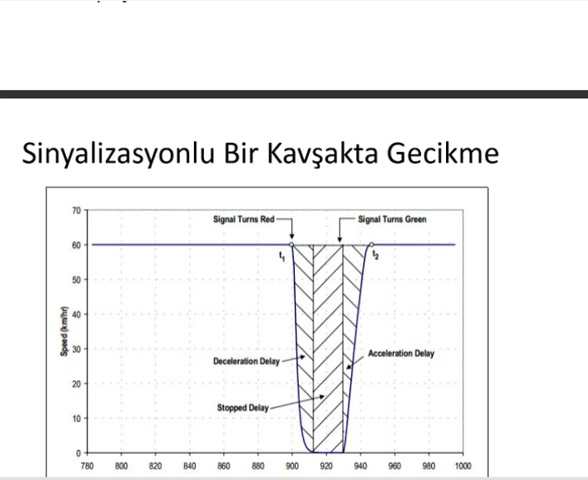 Sinyalizasyonlu Bir Kavşakta Gecikme
70
Signal Turns Red
Signal Turns Green
60
t1
t2
50
40
Speed (km/hr)
30
Deceleration Delay
Acceleration Delay
20
Stopped Delay
10
0
780 800 820 840 860 880 900 920 940 960 980 1000